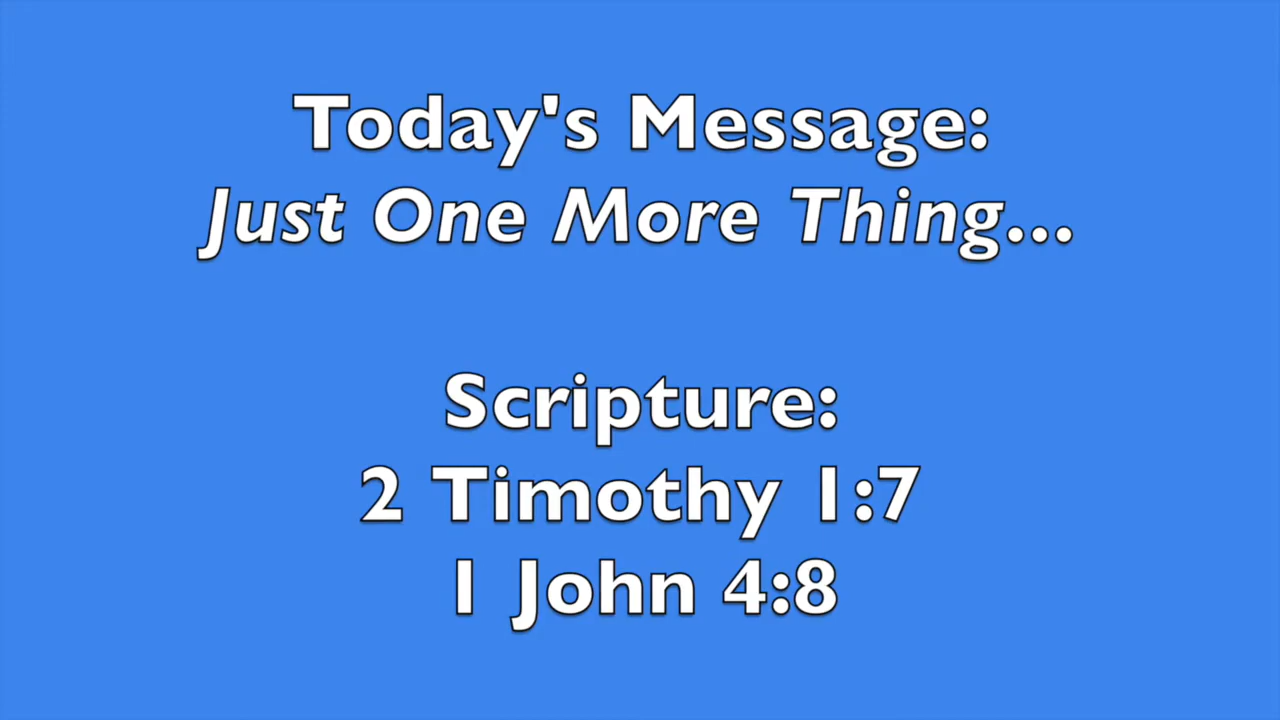 Today's Message:
Just One More Thing...
Scripture:
2 Timothy 1:7
1 John 4:8